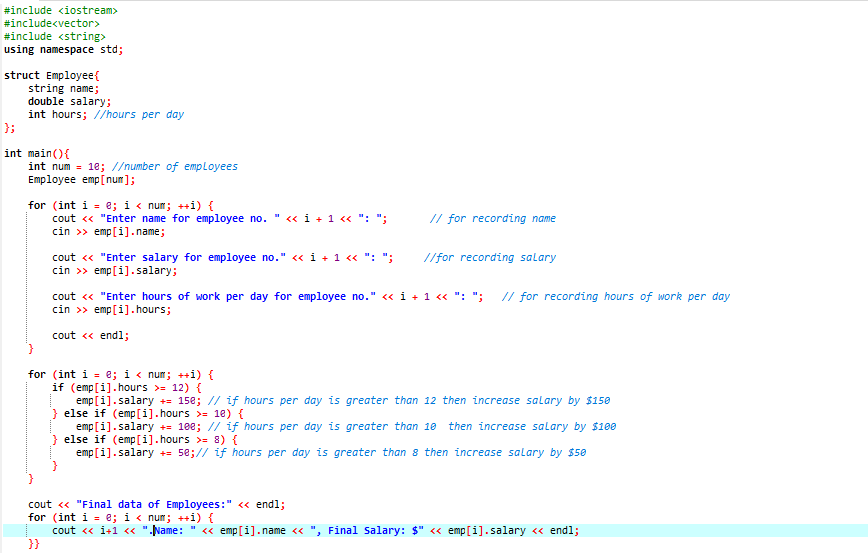 #include <iostream>
#include<vector>
#include <string>
using namespace std;
struct Employee{
string name;
double salary;
int hours; //hours per day
};
int main(){
int num = 10; //number of employees
Employee emp[num];
for (int i = 0; i < num; ++i) {
cout << "Enter name for employee no. " << i + 1 << ": "; // for recording name
cin >> emp[i].name;
cout << "Enter salary for employee no." << i + 1 << ": "; //for recording salary
cin >> emp[i].salary;
cout << "Enter hours of work per day for employee no." << i + 1 << ": "; // for recording hours of work per day
cin >> emp[i].hours;
cout << endl;
}
for (int i = 0; i < num; ++i) {
if (emp[i].hours >= 12) {
emp[i].salary += 150; // if hours per day is greater than 12 then increase salary by $150
} else if (emp[i].hours >= 10) {
emp[i].salary += 100; // if hours per day is greater than 10  then increase salary by $100
} else if (emp[i].hours >= 8) {
emp[i].salary += 50;// if hours per day is greater than 8 then increase salary by $50
}
}
cout << "Final data of Employees:" << endl;
for (int i = 0; i < num; ++i) {
cout << i+1 << ".Name: " << emp[i].name << ", Final Salary: $" << emp[i].salary << endl;
}}